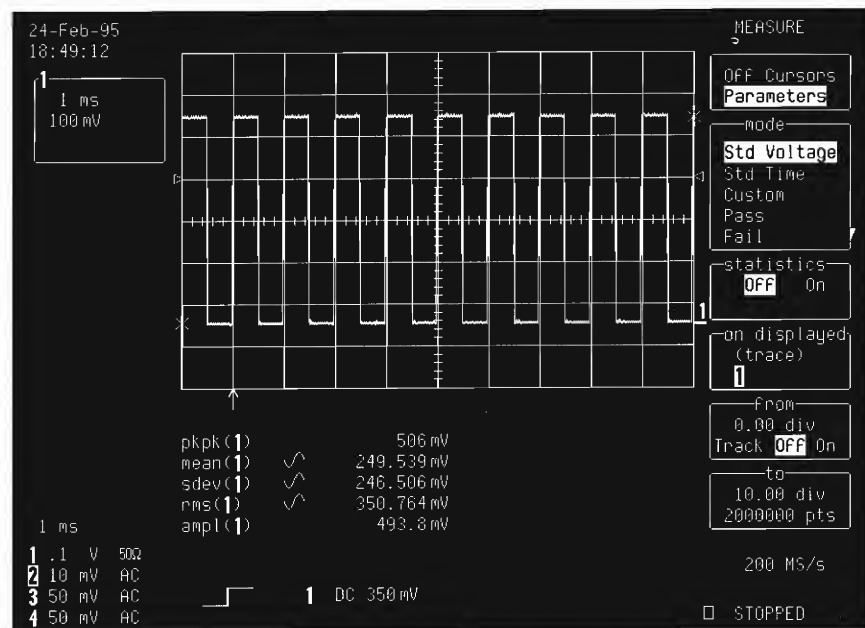 24-Feb-95
18:49:12
1
1 ms
100 mV
MEASURE
Off Cursors
Parameters
mode
Std Voltage
Std Time
Custom
Pass
Fail
statistics
Off On
1
on displayed
(trace)
1
from
0.00 div
Track Off On
to
10.00 div
2000000 pts
pkpk(1) 506 mV
mean(1) 249.539 mV
sdev(1) 246.506 mV
rms(1) 350.764 mV
ampl(1) 493.8 mV
1 ms
1 .1 V 50Ω
2 10 mV AC
3 50 mV AC
4 50 mV AC
1 DC 350 mV
200 MS/s
STOPPED